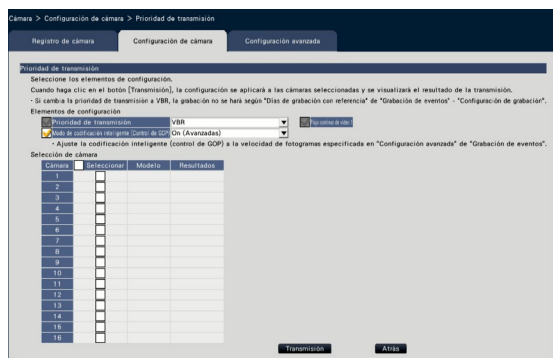 Cámara > Configuración de cámara > Prioridad de transmisión
Registro de cámara Configuración de cámara Configuración avanzada
Prioridad de transmisión
Seleccione los elementos de configuración.
Cuando haga clic en el botón [Transmisión], la configuración se aplicará a las cámaras seleccionadas y se visualizará el resultado de la transmisión.
· Si cambia la prioridad de transmisión a VBR, la grabación no se hará según "Días de grabación con referencia" de "Grabación de eventos" - "Configuración de grabación".
Elementos de configuración
Prioridad de transmisión VBR Flujo continuo de vídeo 1
Modo de codificación inteligente (Control de GOP) On (Avanzadas)
· Ajuste la codificación inteligente (control de GOP) a la velocidad de fotogramas especificada en "Configuración avanzada" de "Grabación de eventos".
Selección de cámara
Cámara Seleccionar Modelo Resultados
1
2
3
4
5
6
7
8
9
10
11
12
13
14
15
16
Transmisión Atrás